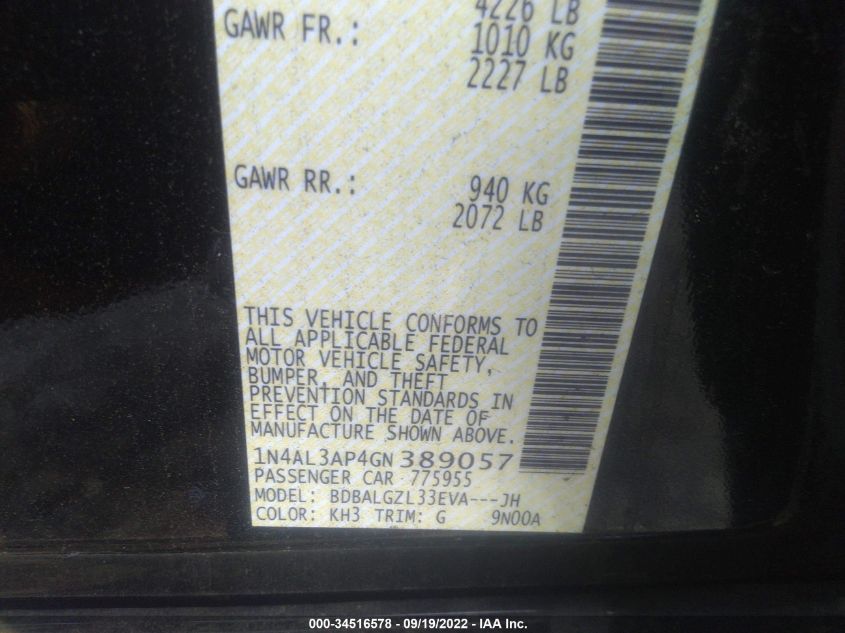 4226 LB
GAWR FR.: 1010 KG
2227 LB
GAWR RR.: 940 KG
2072 LB
THIS VEHICLE CONFORMS TO
ALL APPLICABLE FEDERAL
MOTOR VEHICLE SAFETY,
BUMPER, AND THEFT
PREVENTION STANDARDS IN
EFFECT ON THE DATE OF
MANUFACTURE SHOWN ABOVE.
1N4AL3AP4GN389057
PASSENGER CAR 775955
MODEL: BDBALGZL33EVA---JH
COLOR: KH3 TRIM: G 9N00A
000-34516578 - 09/19/2022 - IAA Inc.